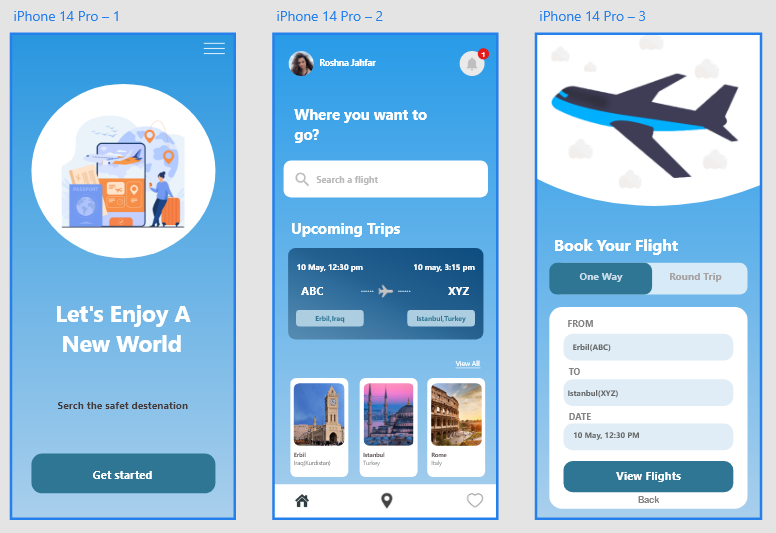 iPhone 14 Pro – 1
PASSPORT
Let's Enjoy A
New World
Serch the safet destenation
Get started
iPhone 14 Pro – 2
Roshna Jahfar
1
Where you want to
go?
Search a flight
Upcoming Trips
10 May, 12:30 pm
10 may, 3:15 pm
ABC
XYZ
Erbil,Iraq
Istanbul,Turkey
View All
Erbil
Iraq(Kurdistan)
Istanbul
Turkey
Rome
Italy
iPhone 14 Pro – 3
Book Your Flight
One Way
Round Trip
FROM
Erbil(ABC)
TO
Istanbul(XYZ)
DATE
10 May, 12:30 PM
View Flights
Back